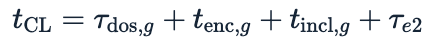 t_CL = τ_dos,g + t_enc,g + t_incl,g + τ_e2